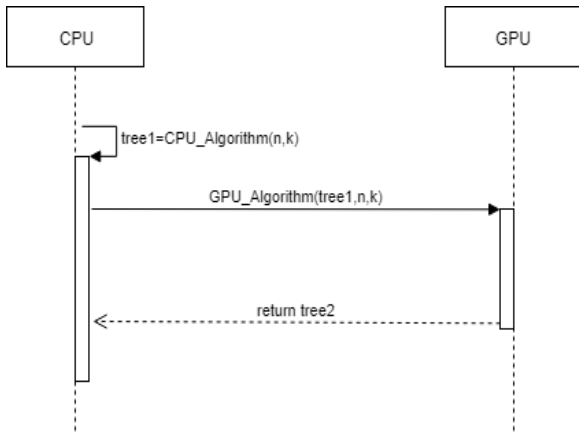 CPU
GPU
tree1=CPU_Algorithm(n,k)
GPU_Algorithm(tree1,n,k)
return tree2